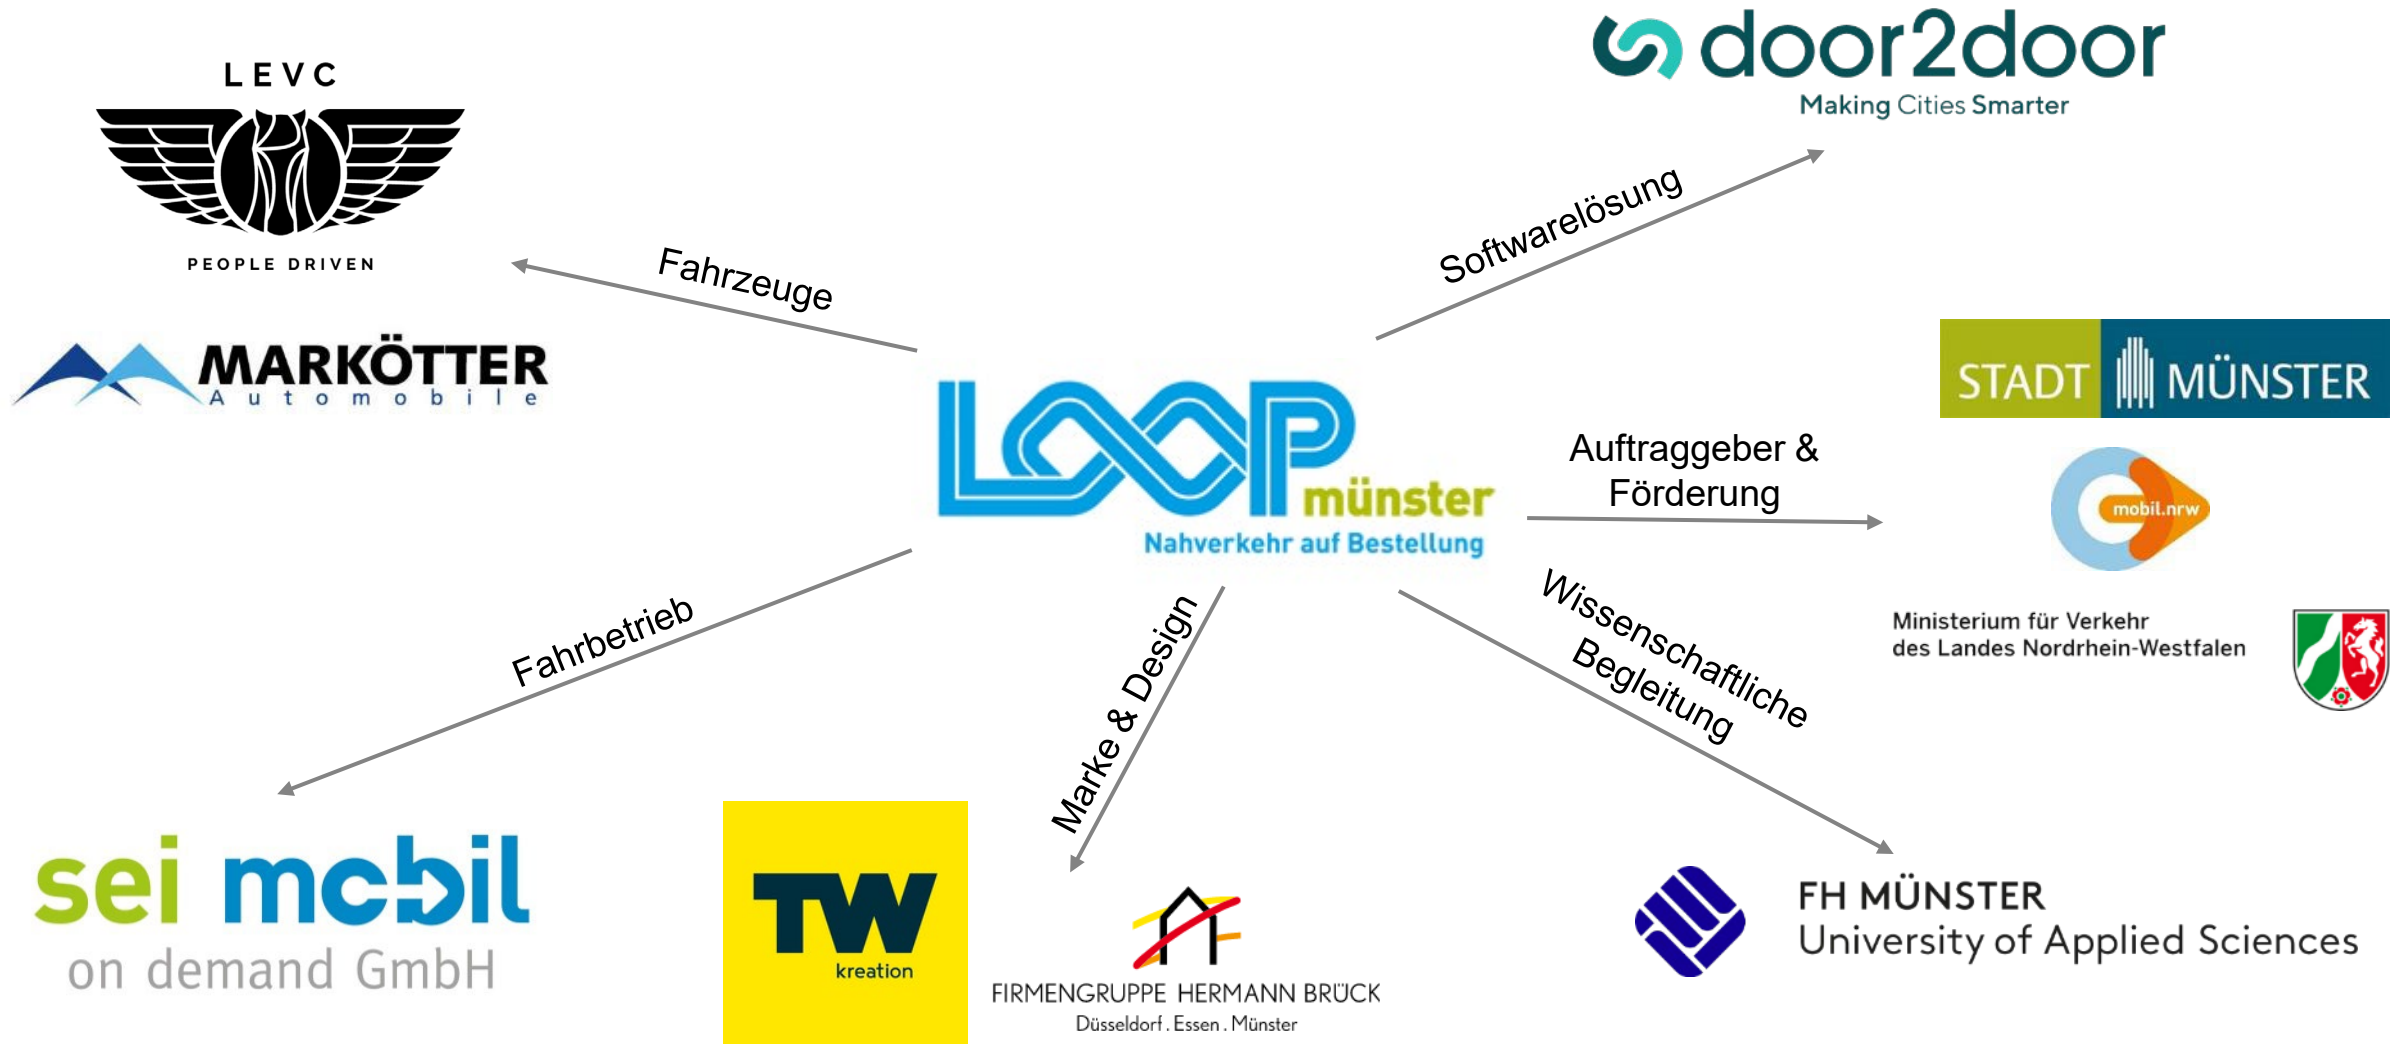 LEVC
PEOPLE DRIVEN
MARKÖTTER
Automobile
door2door
Making Cities Smarter
Fahrzeuge
Softwarelösung
STADT MÜNSTER
LOOP
münster
Nahverkehr auf Bestellung
Auftraggeber &
Förderung
mobil.nrw
Ministerium für Verkehr
des Landes Nordrhein-Westfalen
Fahrbetrieb
Marke & Design
Wissenschaftliche
Begleitung
sei mobil
on demand GmbH
TW
kreation
FIRMENGRUPPE HERMANN BRÜCK
Düsseldorf . Essen . Münster
FH MÜNSTER
University of Applied Sciences